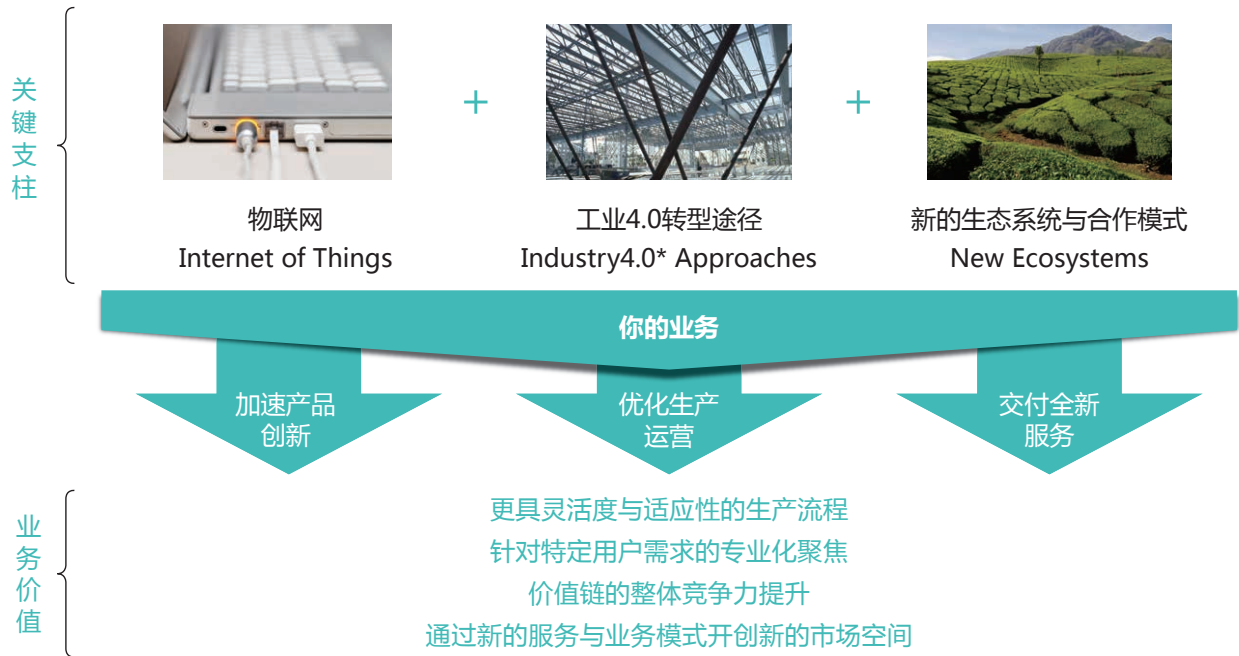 关键支柱
+
+
物联网
Internet of Things
工业4.0转型途径
Industry4.0* Approaches
新的生态系统与合作模式
New Ecosystems
你的业务
加速产品
创新
优化生产
运营
交付全新
服务
业务价值
更具灵活度与适应性的生产流程
针对特定用户需求的专业化聚焦
价值链的整体竞争力提升
通过新的服务与业务模式开创新的市场空间